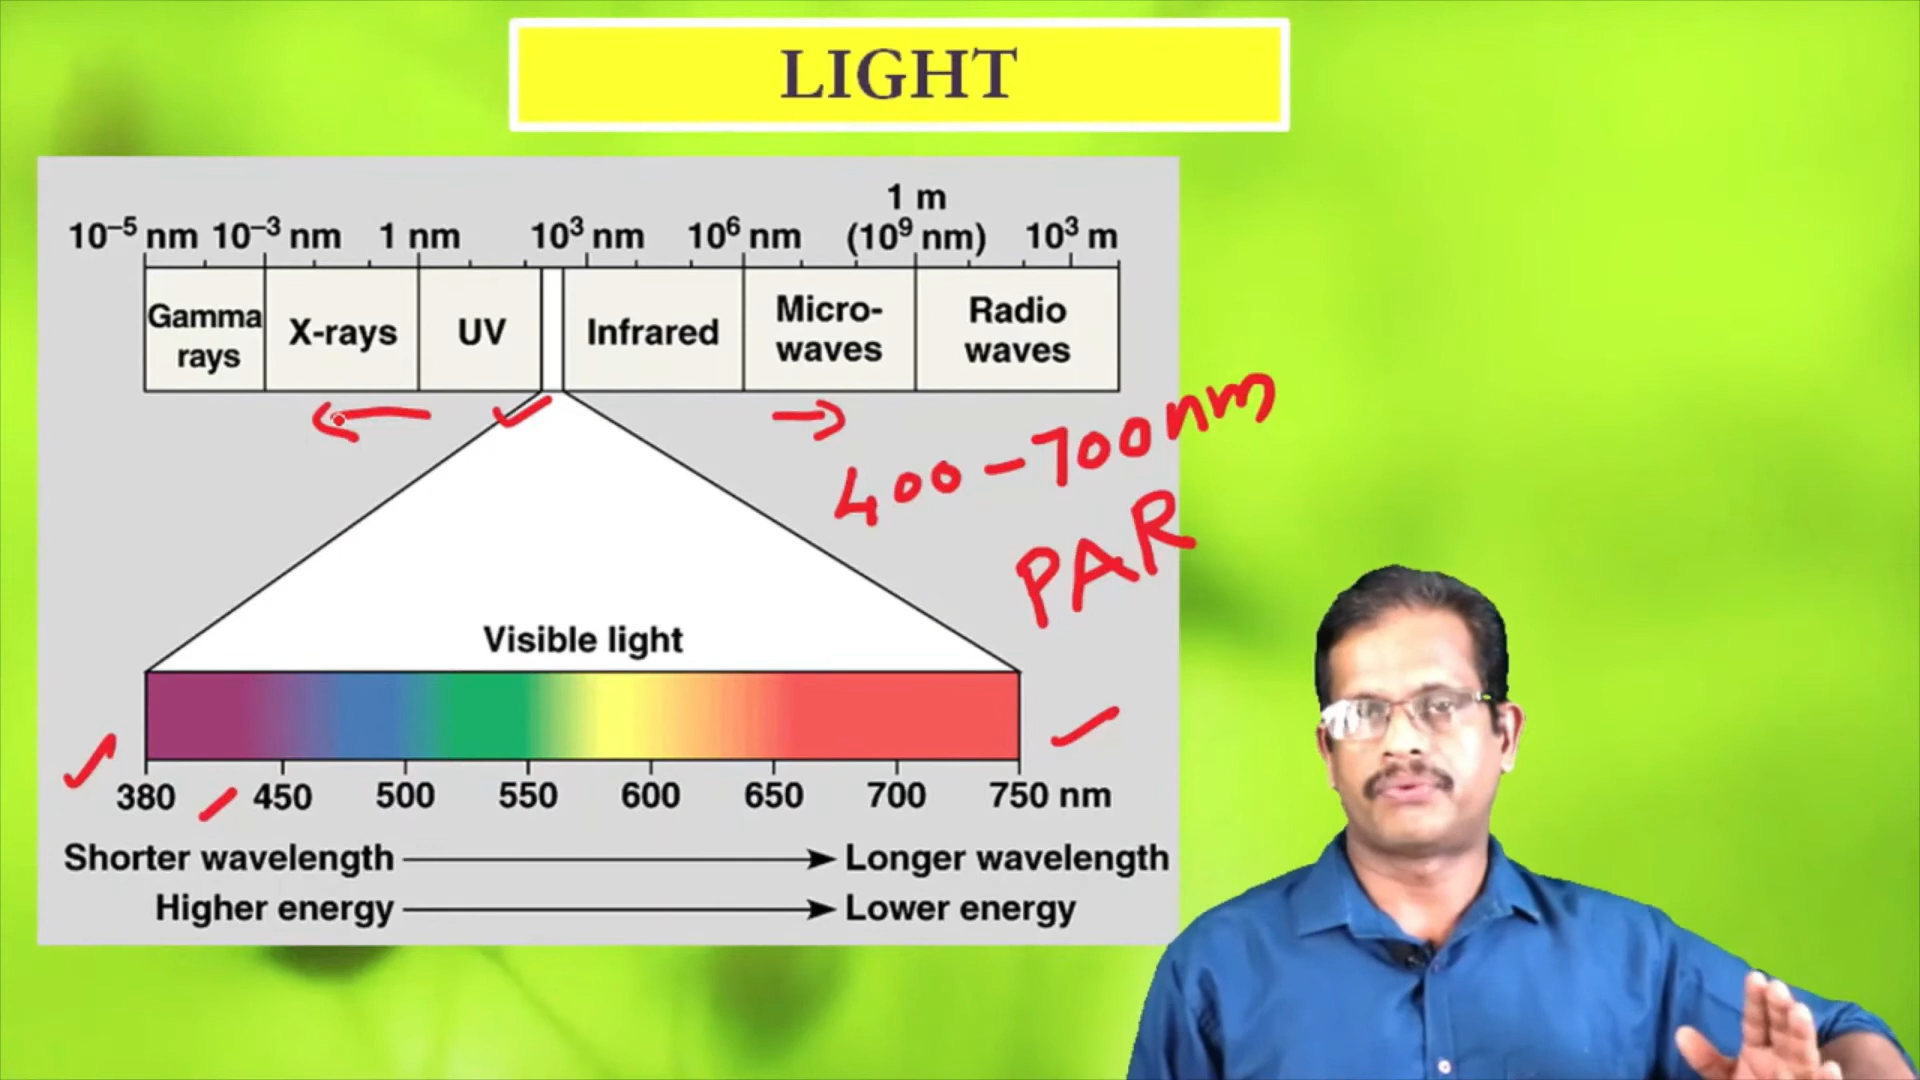 LIGHT
1 m
10⁻⁵ nm 10⁻³ nm 1 nm 10³ nm 10⁶ nm (10⁹ nm) 10³ m
Gamma rays
X-rays
UV
Infrared
Micro-
waves
Radio
waves
400-700nm
PAR
Visible light
380 450 500 550 600 650 700 750 nm
Shorter wavelength Longer wavelength
Higher energy Lower energy